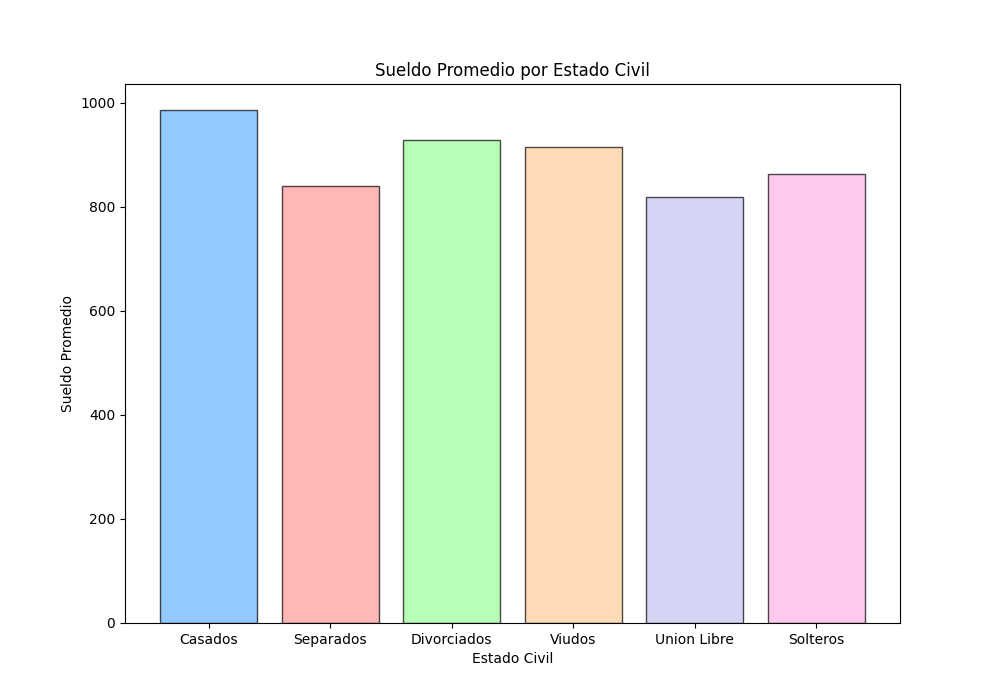 Sueldo Promedio por Estado Civil
Sueldo Promedio
1000
800
600
400
200
0
Casados Separados Divorciados Viudos Union Libre Solteros
Estado Civil